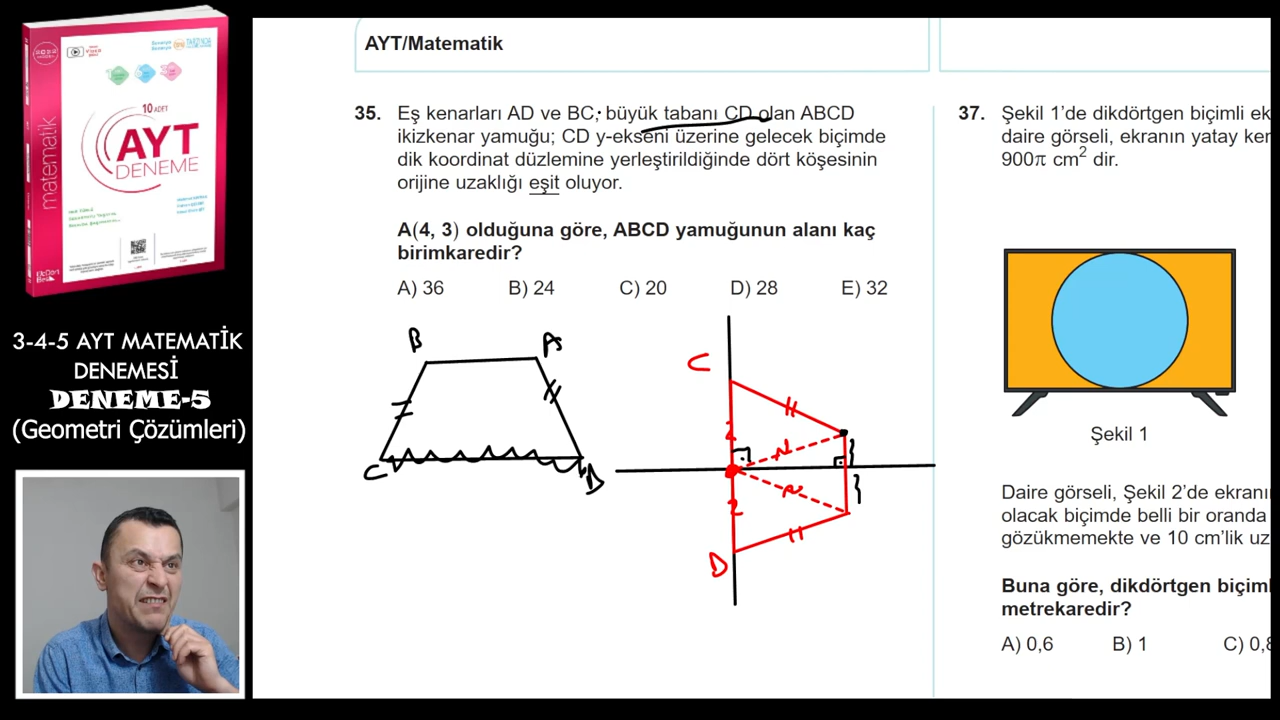 10 ADET
AYT
DENEME
matematik
3-4-5 AYT MATEMATİK
DENEMESİ
DENEME-5
(Geometri Çözümleri)
AYT/Matematik
35. Eş kenarları AD ve BC, büyük tabanı CD olan ABCD
ikizkenar yamuğu; CD y-ekseni üzerine gelecek biçimde
dik koordinat düzlemine yerleştirildiğinde dört köşesinin
orijine uzaklığı eşit oluyor.
A(4, 3) olduğuna göre, ABCD yamuğunun alanı kaç
birimkaredir?
A) 36 B) 24 C) 20 D) 28 E) 32
B A
C D
C
D
37. Şekil 1'de dikdörtgen biçimli ek
daire görseli, ekranın yatay ker
900π cm² dir.
Şekil 1
Daire görseli, Şekil 2'de ekranı
olacak biçimde belli bir oranda
gözükmemekte ve 10 cm'lik uz
Buna göre, dikdörtgen biçiml
metrekaredir?
A) 0,6 B) 1 C) 0,8